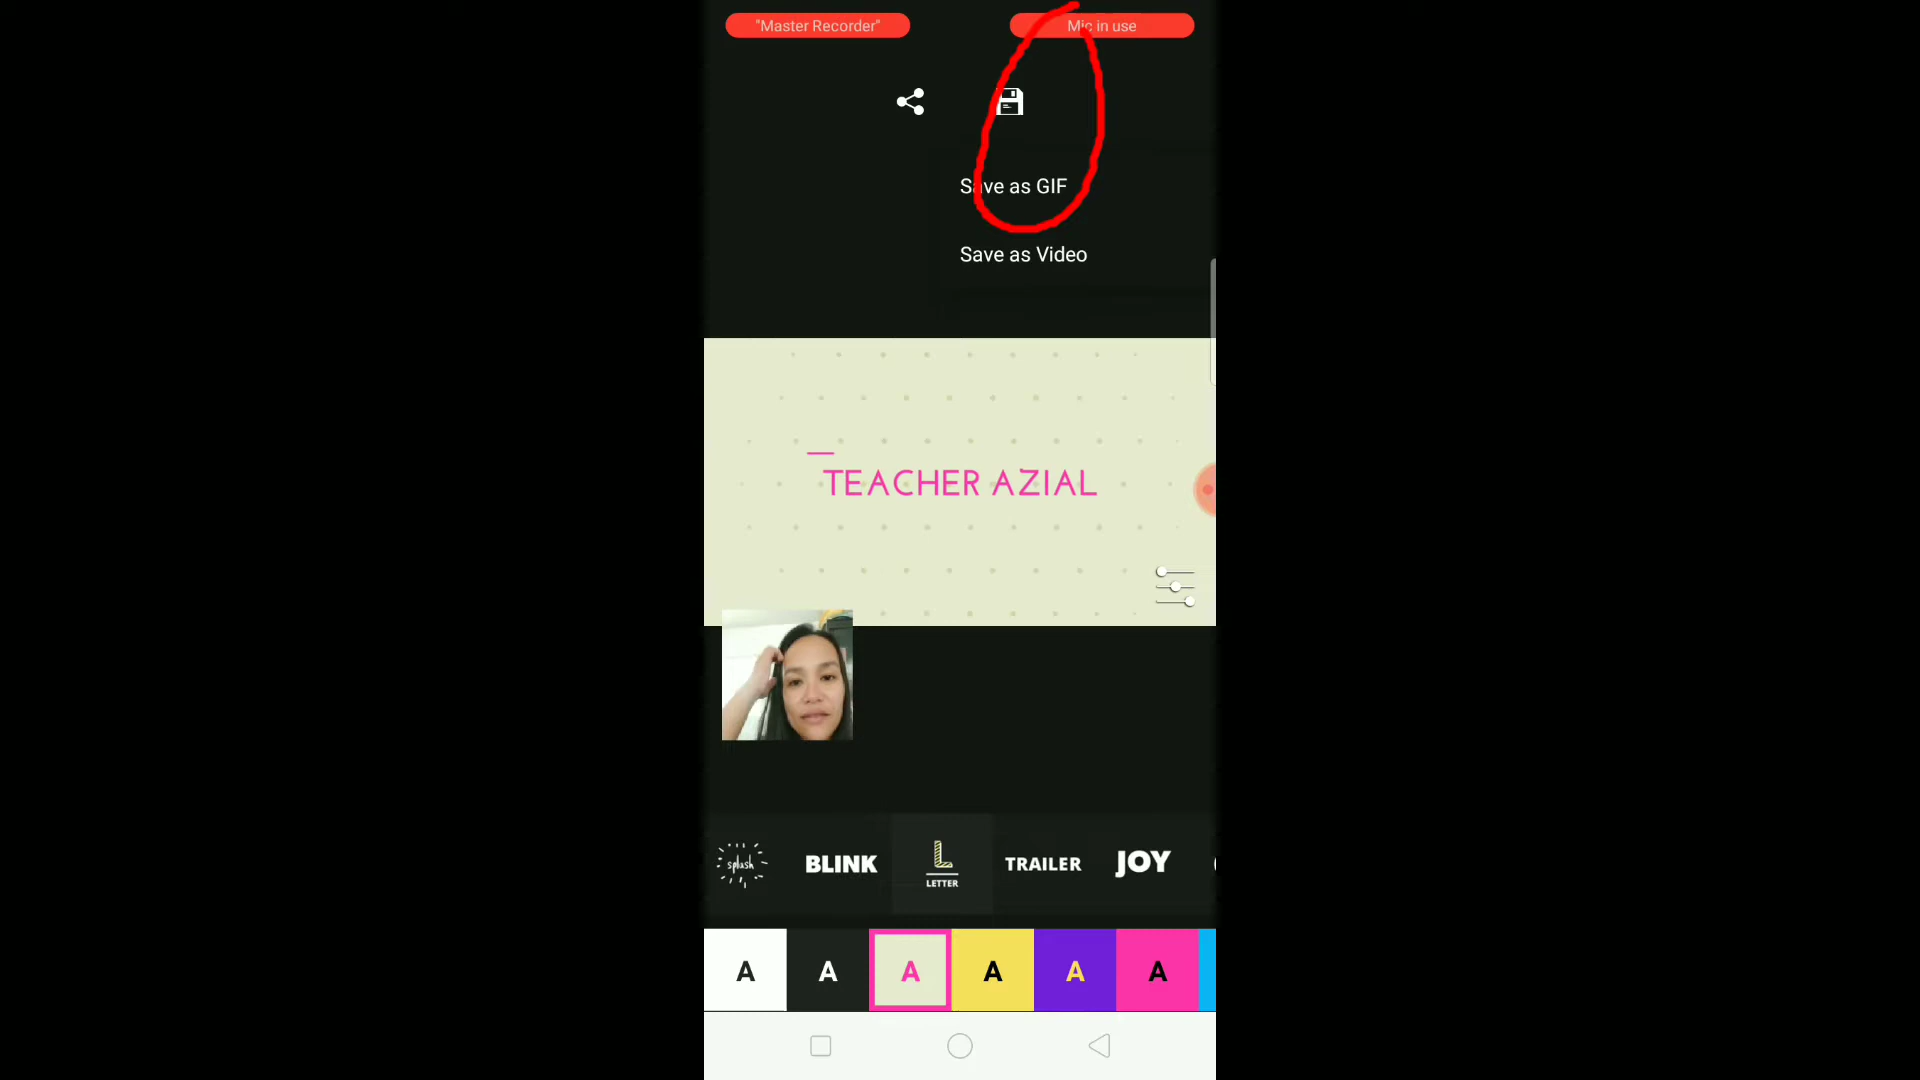 "Master Recorder"
Mic in use
Save as GIF
Save as Video
TEACHER AZIAL
splash
BLINK
L
LETTER
TRAILER
JOY
A
A
A
A
A
A